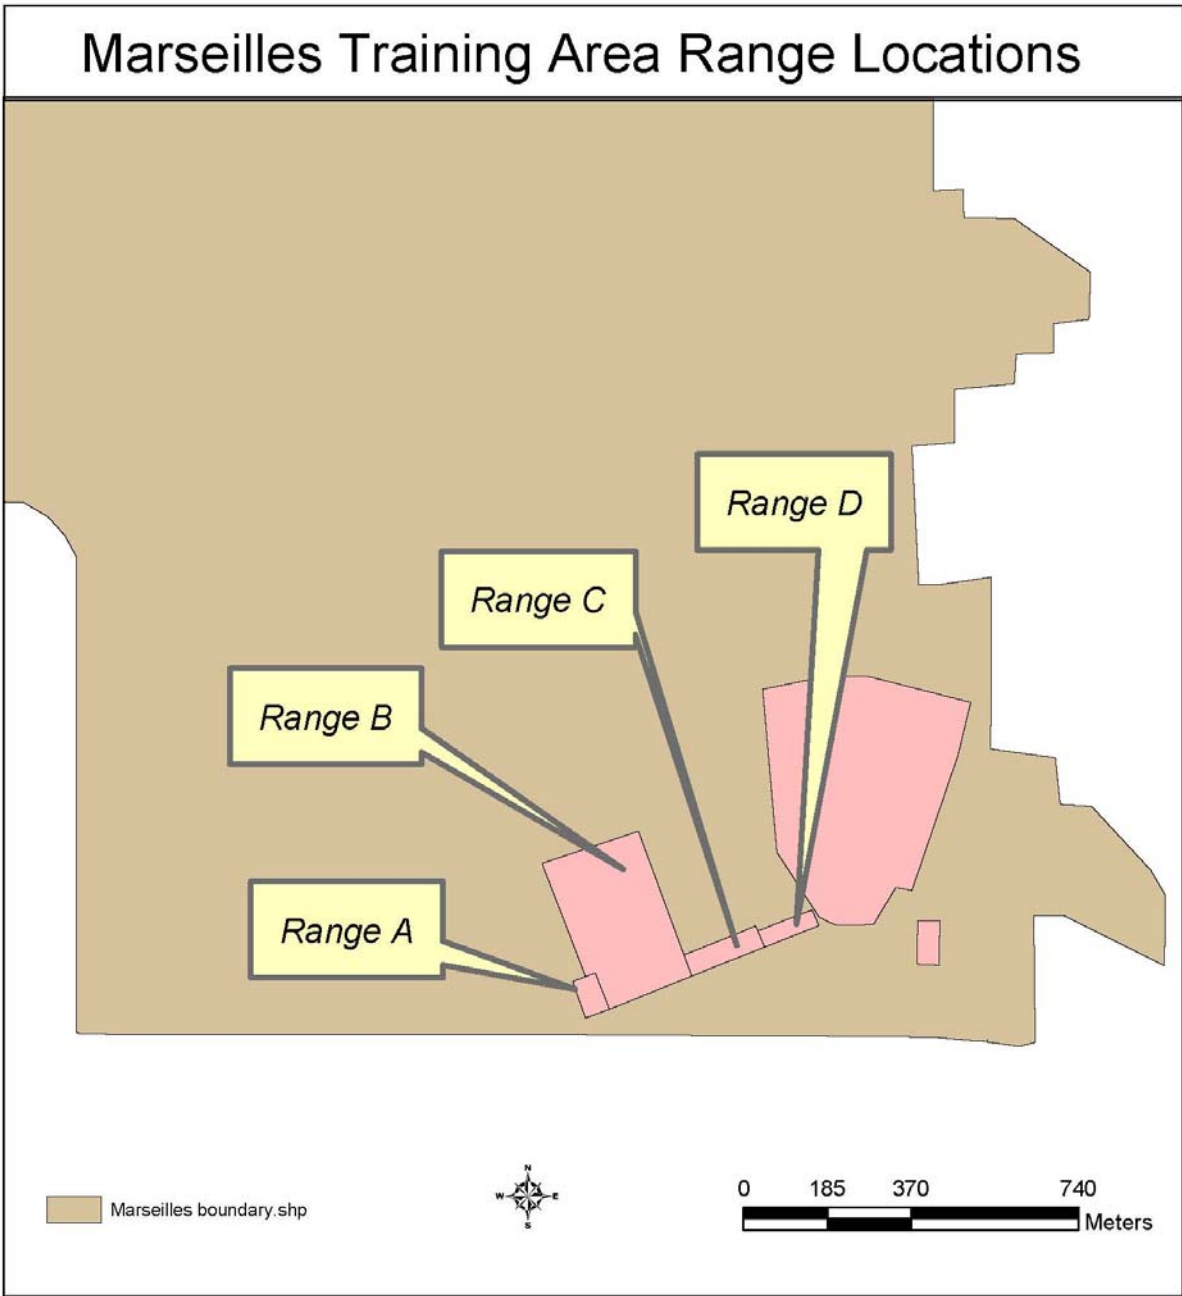 Marseilles Training Area Range Locations
Range D
Range C
Range B
Range A
N
W E
S
Marseilles boundary.shp
0 185 370 740
Meters